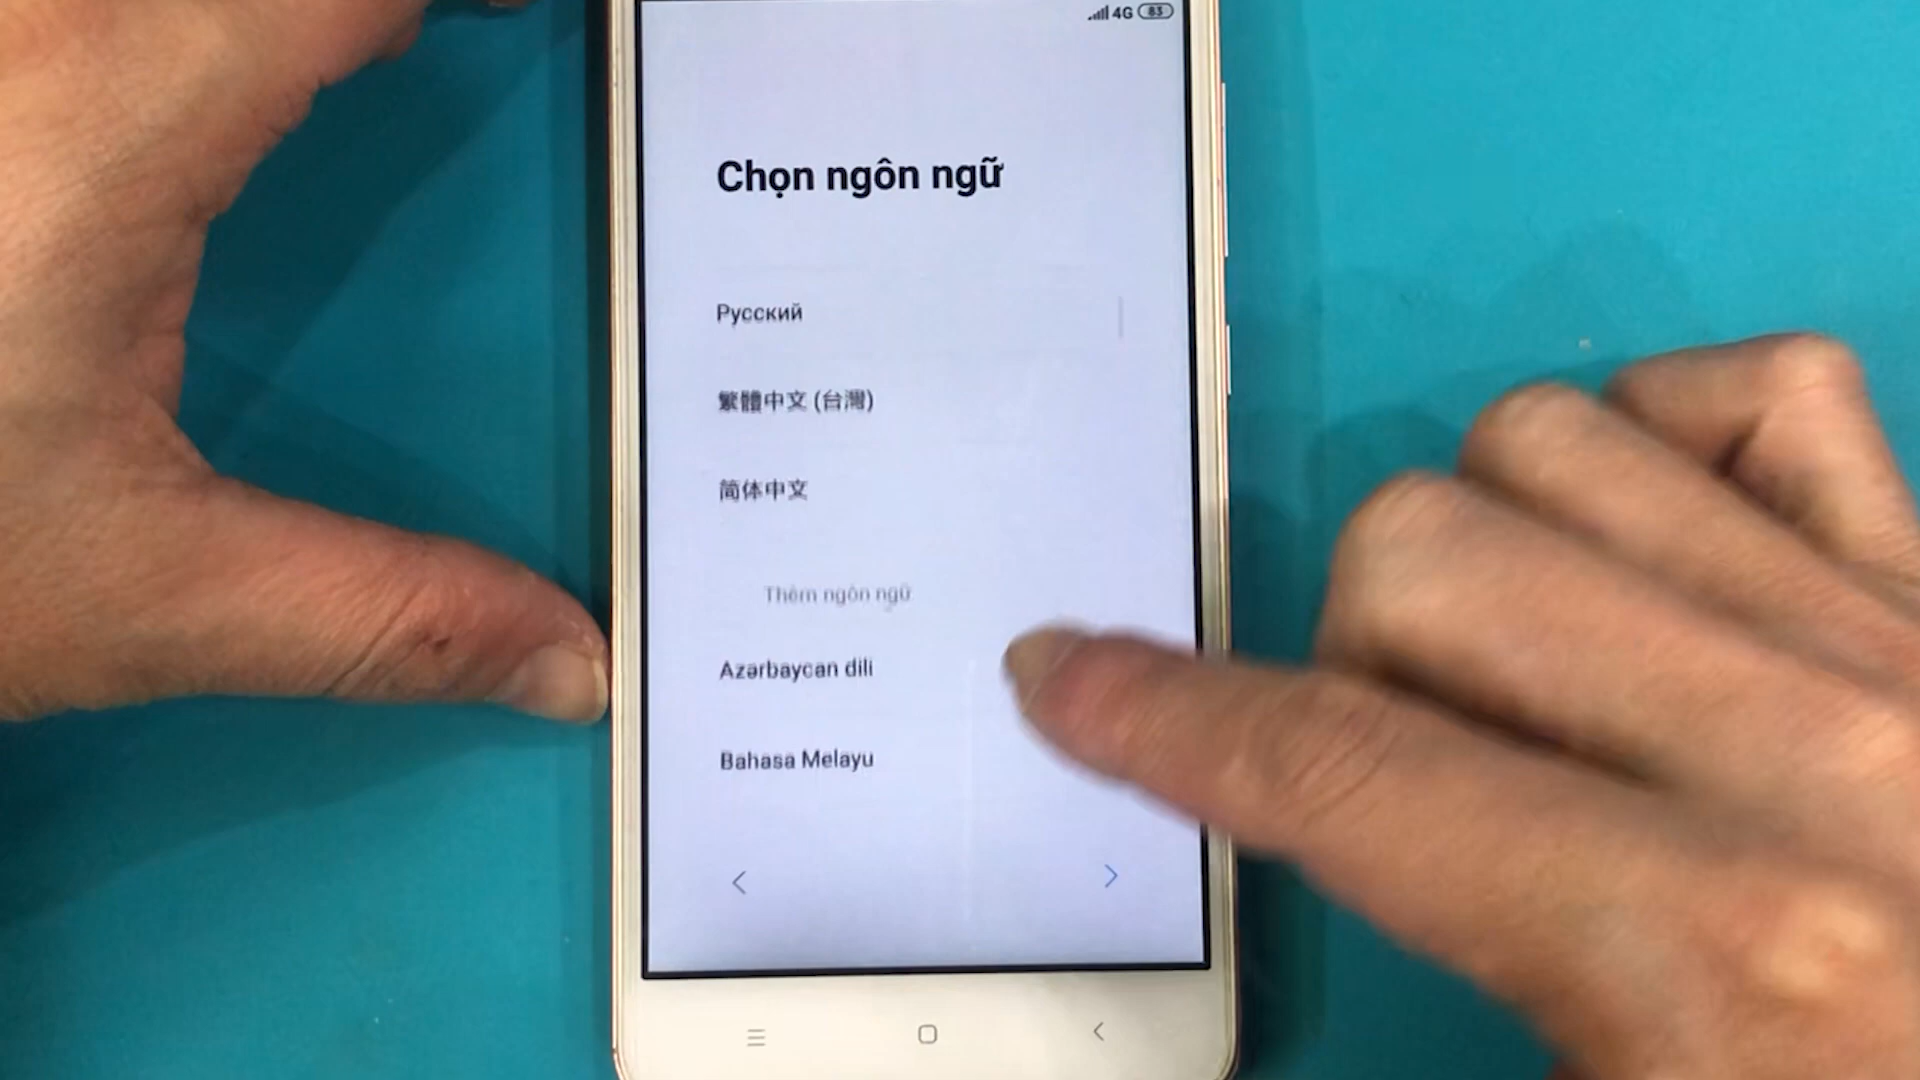 4G 83
Chọn ngôn ngữ
Русский
繁體中文 (台灣)
简体中文
Thêm ngôn ngữ
Azərbaycan dili
Bahasa Melayu